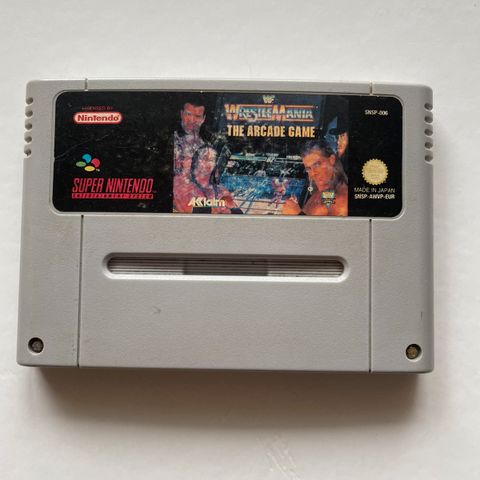 LICENSED BY
Nintendo
SUPER NINTENDO
ENTERTAINMENT SYSTEM
WF
WRESTLEMANIA
THE ARCADE GAME
AKKlaim
SNSP-006
MADE IN JAPAN
SNSP-AWVP-EUR